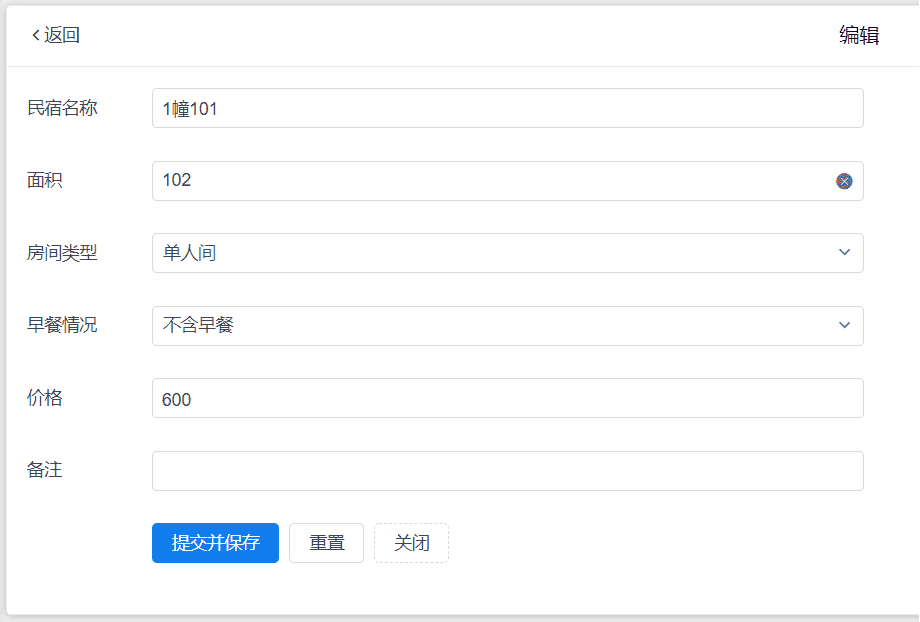 返回
编辑
民宿名称 1幢101
面积 102
房间类型 单人间
早餐情况 不含早餐
价格 600
备注
提交并保存 重置 关闭